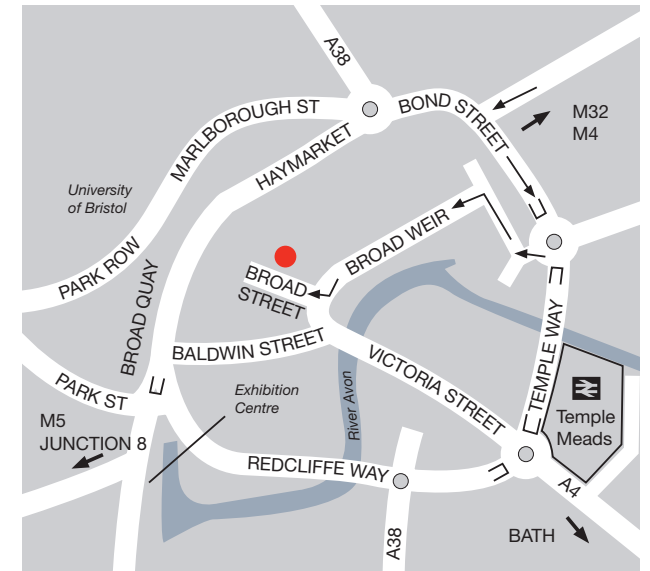 A38
MARLBOROUGH ST
BOND STREET
M32
M4
HAYMARKET
University
of Bristol
PARK ROW
BROAD WEIR
BROAD
STREET
BROAD QUAY
BALDWIN STREET
TEMPLE WAY
VICTORIA STREET
River Avon
PARK ST
Exhibition
Centre
Temple
Meads
M5
JUNCTION 8
REDCLIFFE WAY
A4
A38
BATH